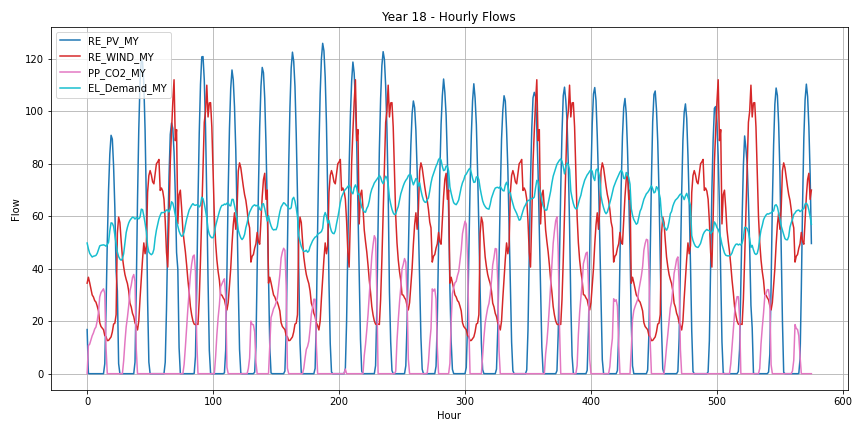 Year 18 - Hourly Flows
RE_PV_MY
RE_WIND_MY
PP_CO2_MY
EL_Demand_MY
Flow
120
100
80
60
40
20
0
0 100 200 300 400 500 600
Hour